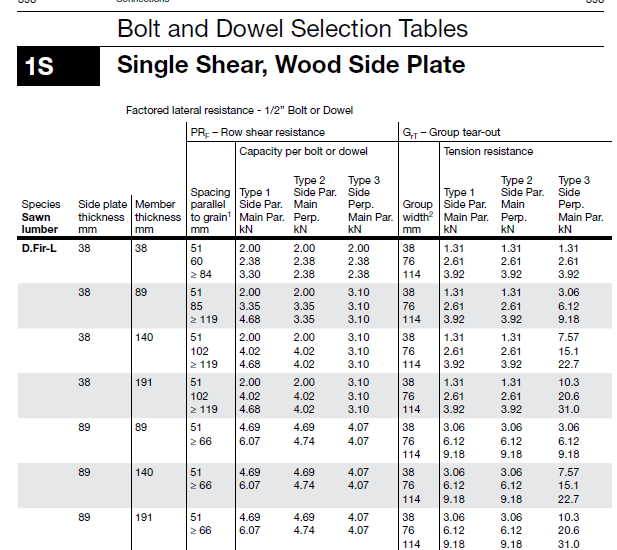 Bolt and Dowel Selection Tables
1S Single Shear, Wood Side Plate
Factored lateral resistance - 1/2" Bolt or Dowel
PRF – Row shear resistance GrT – Group tear-out
Capacity per bolt or dowel Tension resistance
Type 2 Type 3 Type 2 Type 3
Spacing Type 1 Side Par. Side Type 1 Side Par. Side
Species Side plate Member parallel Side Par. Main Perp. Group Side Par. Main Perp.
Sawn thickness thickness to grain¹ Main Par. Perp. Main Par. width² Main Par. Perp. Main Par.
lumber mm mm mm kN kN kN mm kN kN kN
D.Fir-L 38 38 51 2.00 2.00 2.00 38 1.31 1.31 1.31
60 2.38 2.38 2.38 76 2.61 2.61 2.61
≥ 84 3.30 2.38 2.38 114 3.92 3.92 3.92
38 89 51 2.00 2.00 3.10 38 1.31 1.31 3.06
85 3.35 3.35 3.10 76 2.61 2.61 6.12
≥ 119 4.68 3.35 3.10 114 3.92 3.92 9.18
38 140 51 2.00 2.00 3.10 38 1.31 1.31 7.57
102 4.02 4.02 3.10 76 2.61 2.61 15.1
≥ 119 4.68 4.02 3.10 114 3.92 3.92 22.7
38 191 51 2.00 2.00 3.10 38 1.31 1.31 10.3
102 4.02 4.02 3.10 76 2.61 2.61 20.6
≥ 119 4.68 4.02 3.10 114 3.92 3.92 31.0
89 89 51 4.69 4.69 4.07 38 3.06 3.06 3.06
≥ 66 6.07 4.74 4.07 76 6.12 6.12 6.12
114 9.18 9.18 9.18
89 140 51 4.69 4.69 4.07 38 3.06 3.06 7.57
≥ 66 6.07 4.74 4.07 76 6.12 6.12 15.1
114 9.18 9.18 22.7
89 191 51 4.69 4.69 4.07 38 3.06 3.06 10.3
≥ 66 6.07 4.74 4.07 76 6.12 6.12 20.6
114 9.18 9.18 31.0